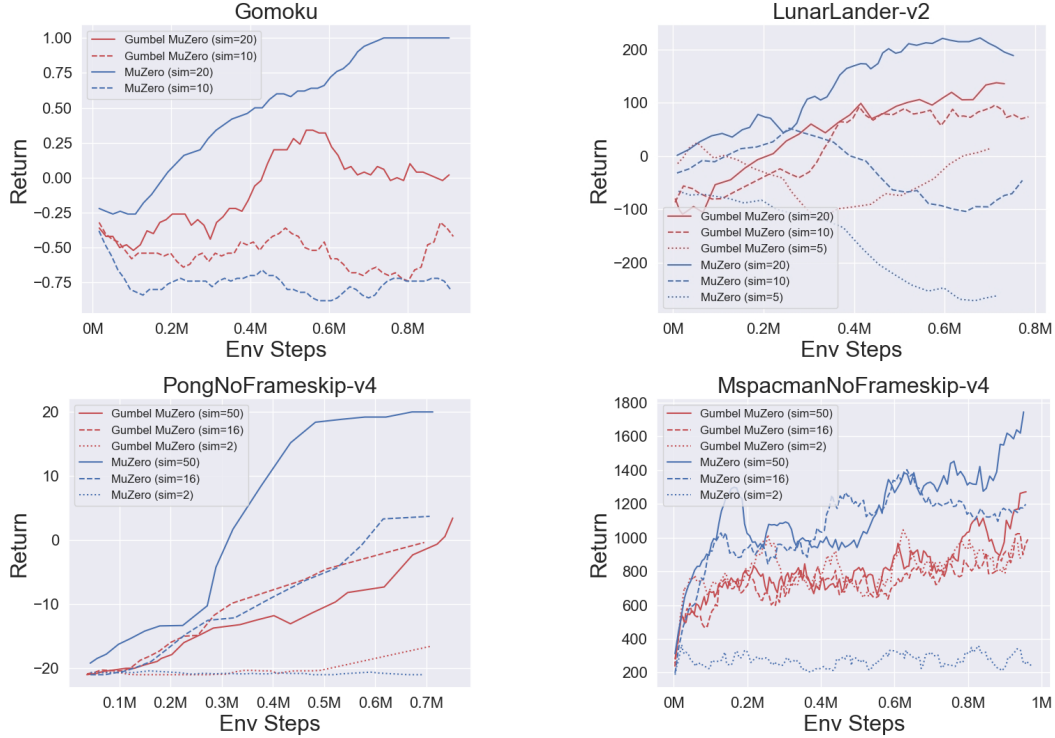 Gomoku
Return
1.00
0.75
0.50
0.25
0.00
−0.25
−0.50
−0.75
Gumbel MuZero (sim=20)
Gumbel MuZero (sim=10)
MuZero (sim=20)
MuZero (sim=10)
0M 0.2M 0.4M 0.6M 0.8M
Env Steps
LunarLander-v2
Return
200
100
0
−100
−200
Gumbel MuZero (sim=20)
Gumbel MuZero (sim=10)
Gumbel MuZero (sim=5)
MuZero (sim=20)
MuZero (sim=10)
MuZero (sim=5)
0M 0.2M 0.4M 0.6M 0.8M
Env Steps
PongNoFrameskip-v4
Return
20
10
0
−10
−20
Gumbel MuZero (sim=50)
Gumbel MuZero (sim=16)
Gumbel MuZero (sim=2)
MuZero (sim=50)
MuZero (sim=16)
MuZero (sim=2)
0.1M 0.2M 0.3M 0.4M 0.5M 0.6M 0.7M
Env Steps
MspacmanNoFrameskip-v4
Return
1800
1600
1400
1200
1000
800
600
400
200
Gumbel MuZero (sim=50)
Gumbel MuZero (sim=16)
Gumbel MuZero (sim=2)
MuZero (sim=50)
MuZero (sim=16)
MuZero (sim=2)
0M 0.2M 0.4M 0.6M 0.8M 1M
Env Steps